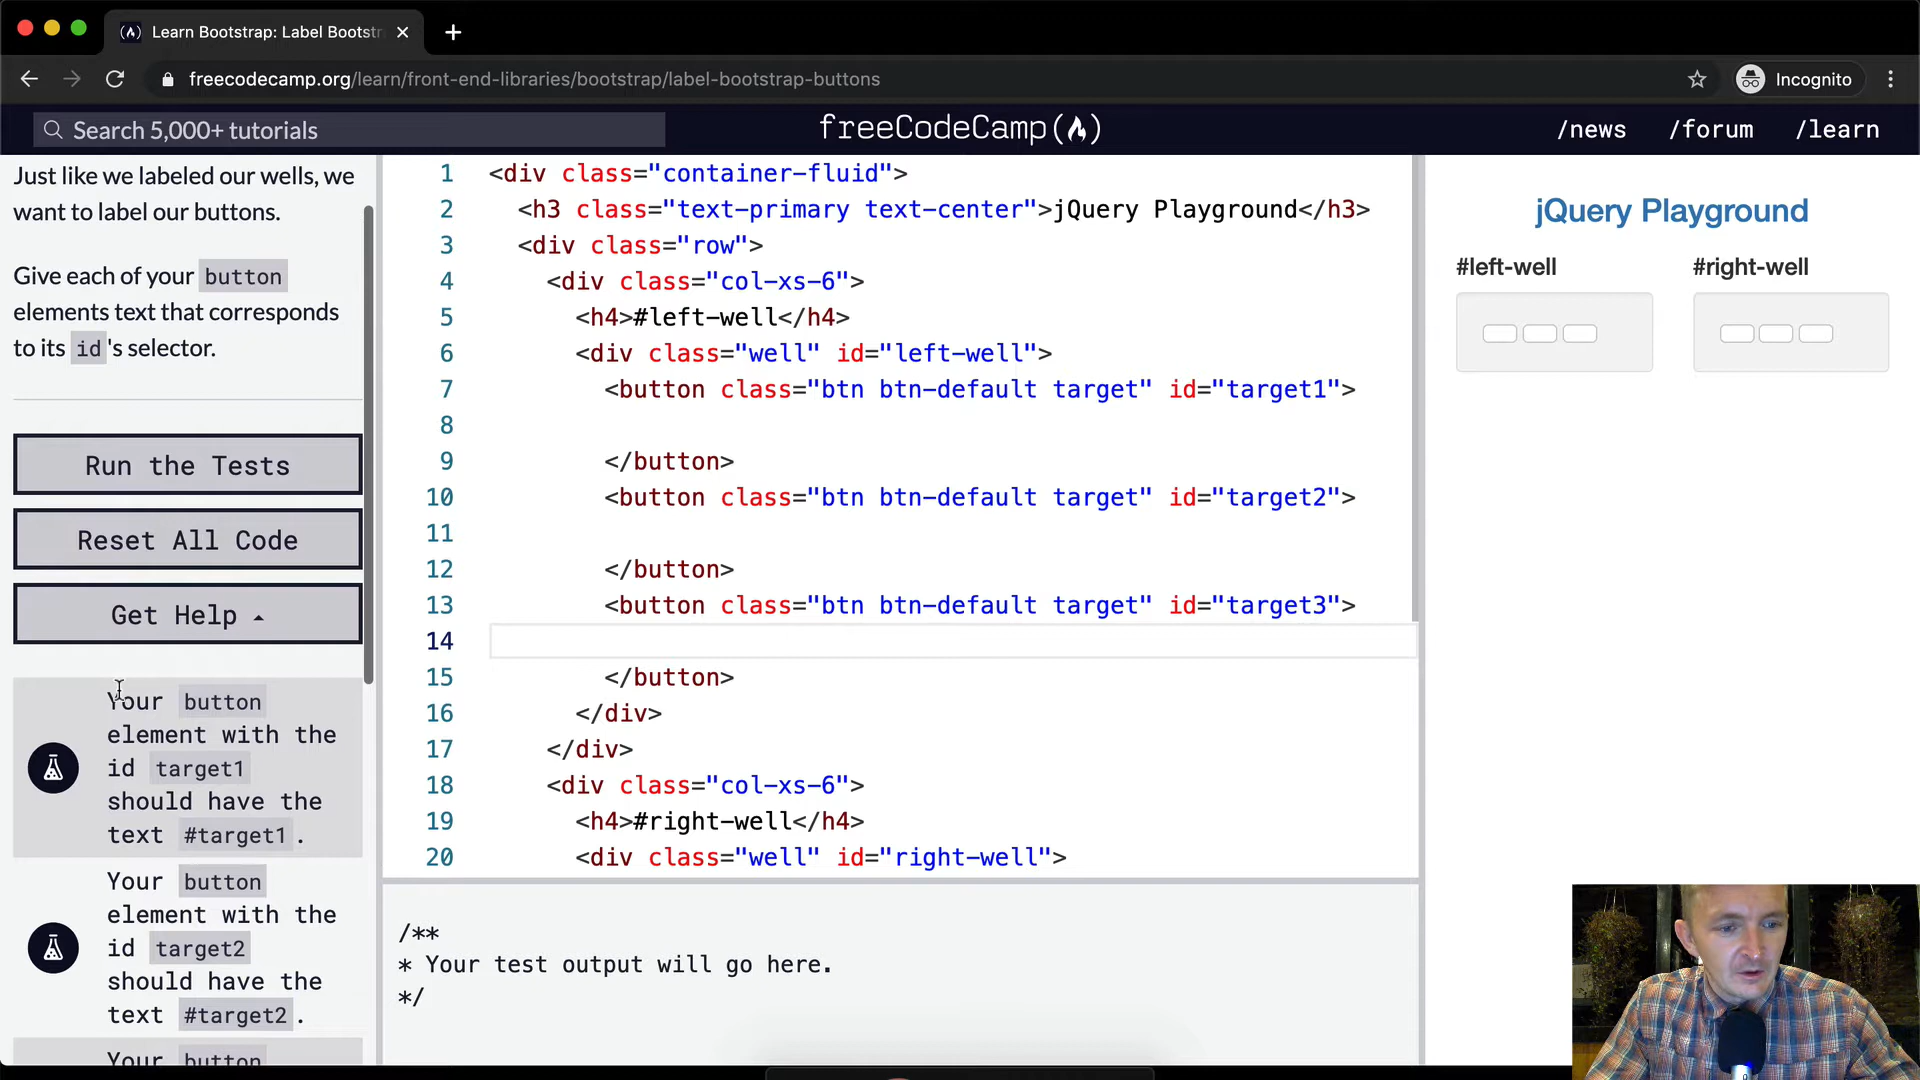 Learn Bootstrap: Label Bootstr
freecodecamp.org/learn/front-end-libraries/bootstrap/label-bootstrap-buttons
Incognito
Search 5,000+ tutorials
freeCodeCamp
/news /forum /learn
Just like we labeled our wells, we
want to label our buttons.
Give each of your button
elements text that corresponds
to its id 's selector.
Run the Tests
Reset All Code
Get Help
Your button
element with the
id target1
should have the
text #target1 .
Your button
element with the
id target2
should have the
text #target2 .
Your button
1 <div class="container-fluid">
2 <h3 class="text-primary text-center">jQuery Playground</h3>
3 <div class="row">
4 <div class="col-xs-6">
5 <h4>#left-well</h4>
6 <div class="well" id="left-well">
7 <button class="btn btn-default target" id="target1">
8
9 </button>
10 <button class="btn btn-default target" id="target2">
11
12 </button>
13 <button class="btn btn-default target" id="target3">
14
15 </button>
16 </div>
17 </div>
18 <div class="col-xs-6">
19 <h4>#right-well</h4>
20 <div class="well" id="right-well">
/**
* Your test output will go here.
*/
jQuery Playground
#left-well
#right-well